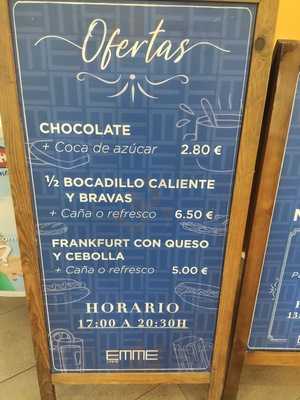 Ofertas
CHOCOLATE
+ Coca de azúcar 2.80 €
½ BOCADILLO CALIENTE
Y BRAVAS
+ Caña o refresco 6.50 €
FRANKFURT CON QUESO
Y CEBOLLA
+ Caña o refresco 5.00 €
HORARIO
17:00 A 20:30H
EMME